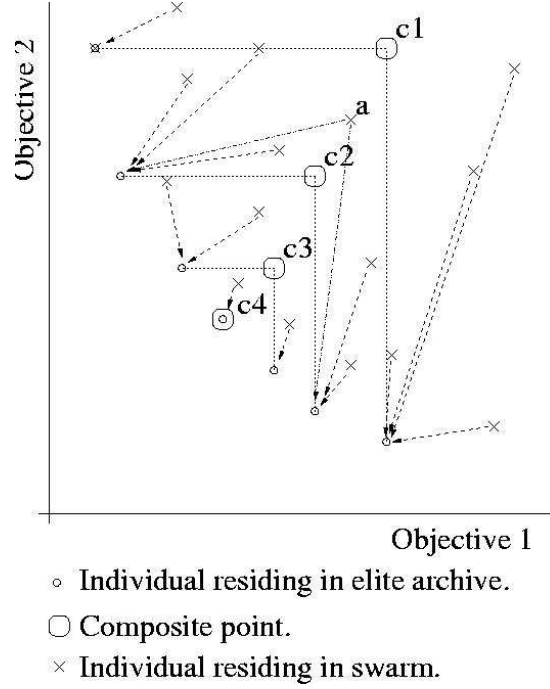 c1
Objective 2
a
c2
c3
c4
Objective 1
Individual residing in elite archive.
Composite point.
Individual residing in swarm.